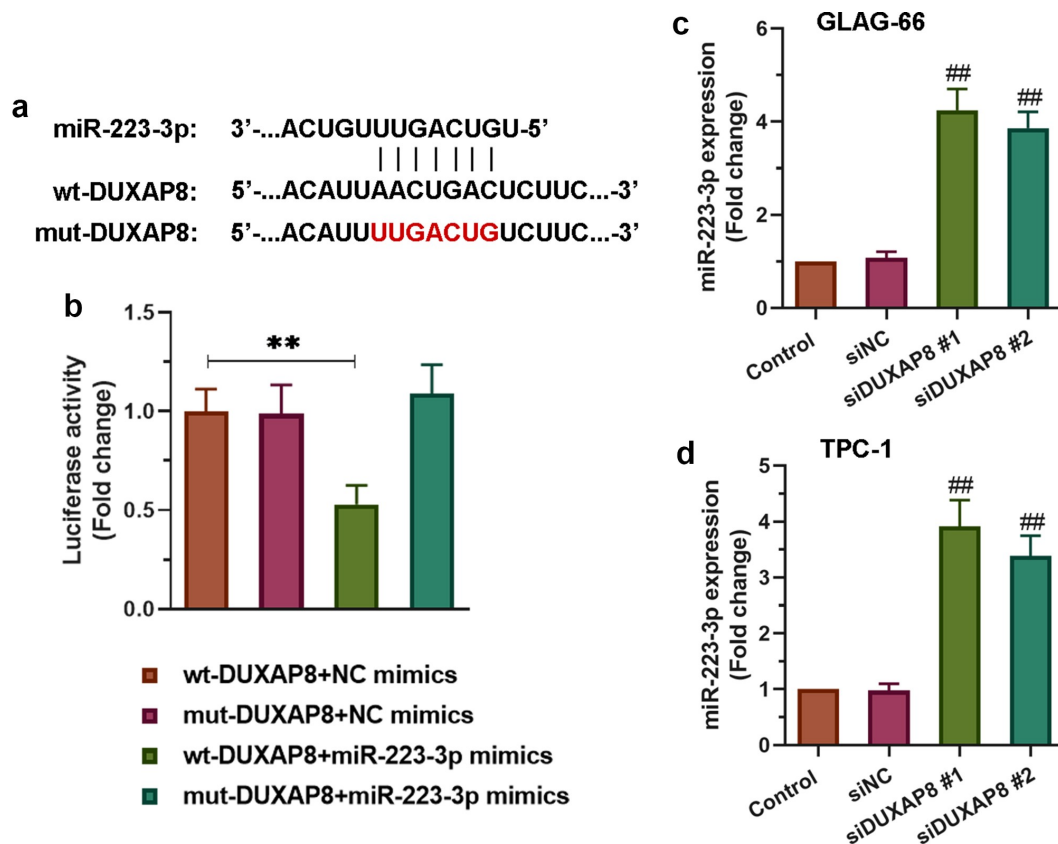 a
miR-223-3p: 3’-...ACUGUUUGACUGU-5’
wt-DUXAP8: 5’-...ACAUUAACUGACUCUUC...-3’
mut-DUXAP8: 5’-...ACAUUUUGACUGUCUUC...-3’
b
Luciferase activity
(Fold change)
1.5
1.0
0.5
0.0
**
wt-DUXAP8+NC mimics
mut-DUXAP8+NC mimics
wt-DUXAP8+miR-223-3p mimics
mut-DUXAP8+miR-223-3p mimics
c
GLAG-66
miR-223-3p expression
(Fold change)
6
4
2
0
##
##
Control
siNC
siDUXAP8 #1
siDUXAP8 #2
d
TPC-1
miR-223-3p expression
(Fold change)
5
4
3
2
1
0
##
##
Control
siNC
siDUXAP8 #1
siDUXAP8 #2